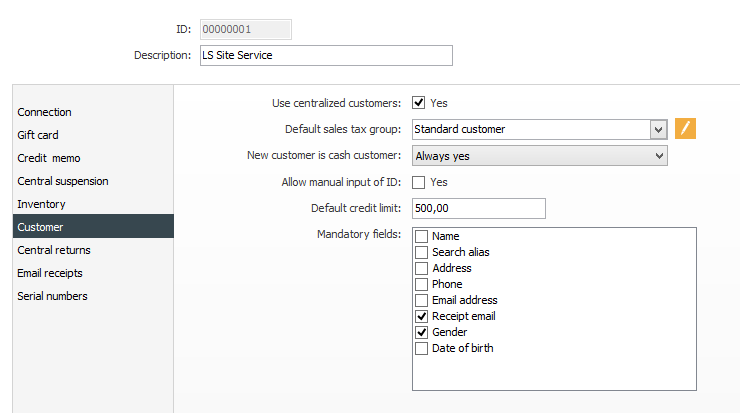 ID: 00000001
Description: LS Site Service
Connection
Gift card
Credit memo
Central suspension
Inventory
Customer
Central returns
Email receipts
Serial numbers
Use centralized customers: Yes
Default sales tax group: Standard customer
New customer is cash customer: Always yes
Allow manual input of ID: Yes
Default credit limit: 500,00
Mandatory fields:
Name
Search alias
Address
Phone
Email address
Receipt email
Gender
Date of birth